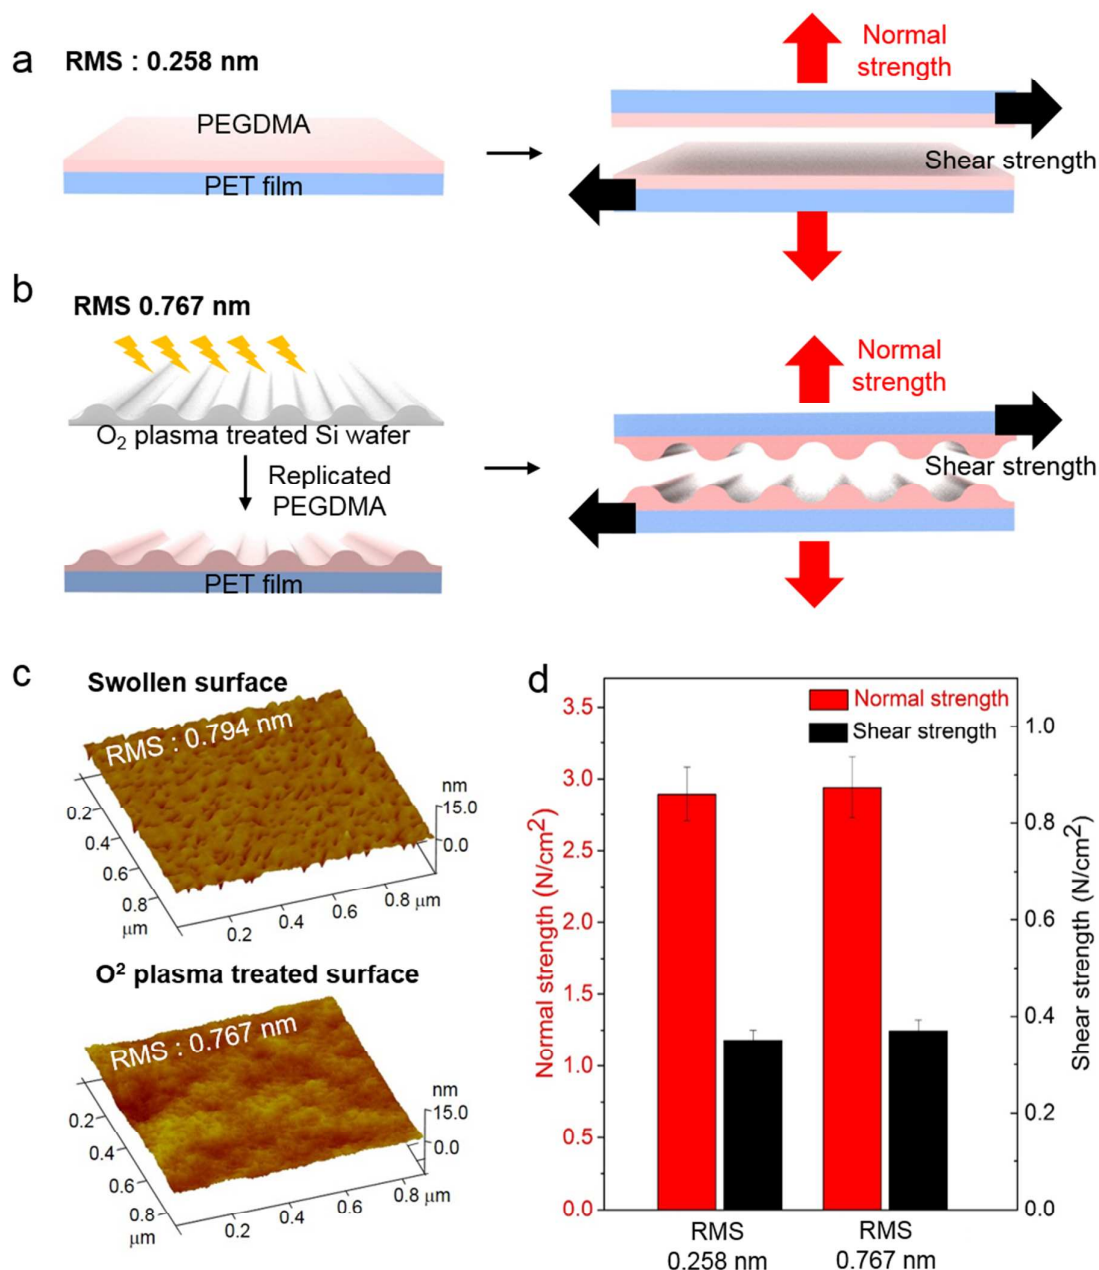 a
RMS : 0.258 nm
PEGDMA
PET film
Normal
strength
Shear strength
b
RMS 0.767 nm
O2 plasma treated Si wafer
Replicated
PEGDMA
PET film
Normal
strength
Shear strength
c
Swollen surface
RMS : 0.794 nm
nm
15.0
0.0
0.2
0.4
0.6
0.8
μm
0.2
0.4
0.6
0.8 μm
O² plasma treated surface
RMS : 0.767 nm
nm
15.0
0.0
0.2
0.4
0.6
0.8
μm
0.2
0.4
0.6
0.8 μm
d
Normal strength
Shear strength
Normal strength (N/cm²)
3.5
3.0
2.5
2.0
1.5
1.0
0.5
0.0
Shear strength (N/cm²)
1.0
0.8
0.6
0.4
0.2
0.0
RMS
0.258 nm
RMS
0.767 nm